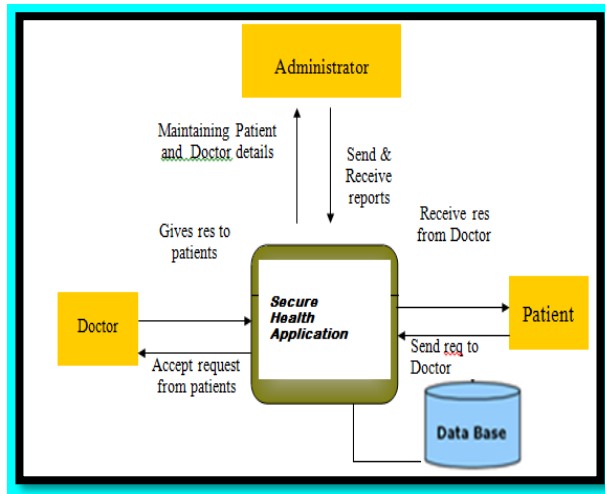 Administrator
Maintaining Patient
and Doctor details
Send &
Receive
reports
Gives res to
patients
Receive res
from Doctor
Secure
Health
Application
Doctor
Patient
Accept request
from patients
Send req to
Doctor
Data Base